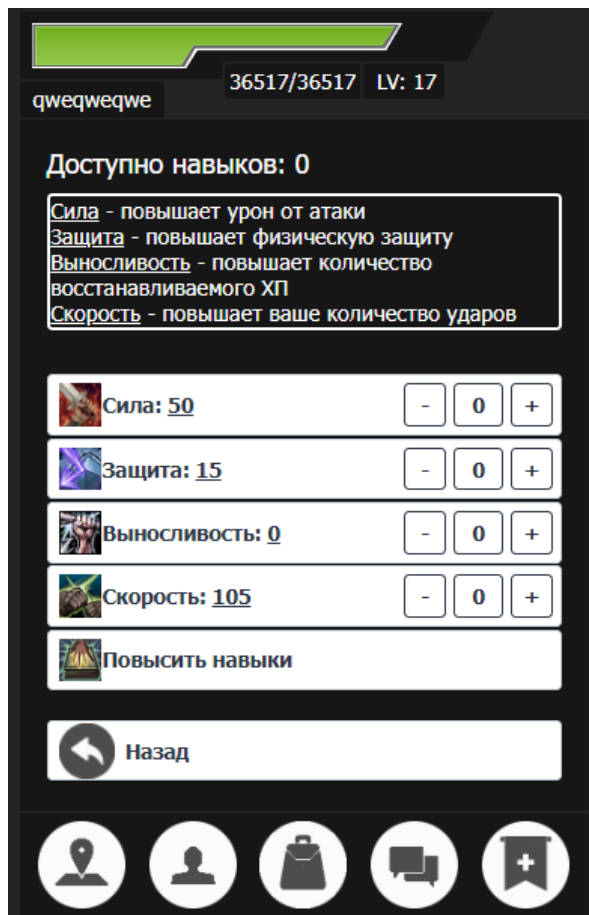 36517/36517 LV: 17
qweqweqwe
Доступно навыков: 0
Сила - повышает урон от атаки
Защита - повышает физическую защиту
Выносливость - повышает количество
восстанавливаемого ХП
Скорость - повышает ваше количество ударов
Сила: 50 - 0 +
Защита: 15 - 0 +
Выносливость: 0 - 0 +
Скорость: 105 - 0 +
Повысить навыки
Назад